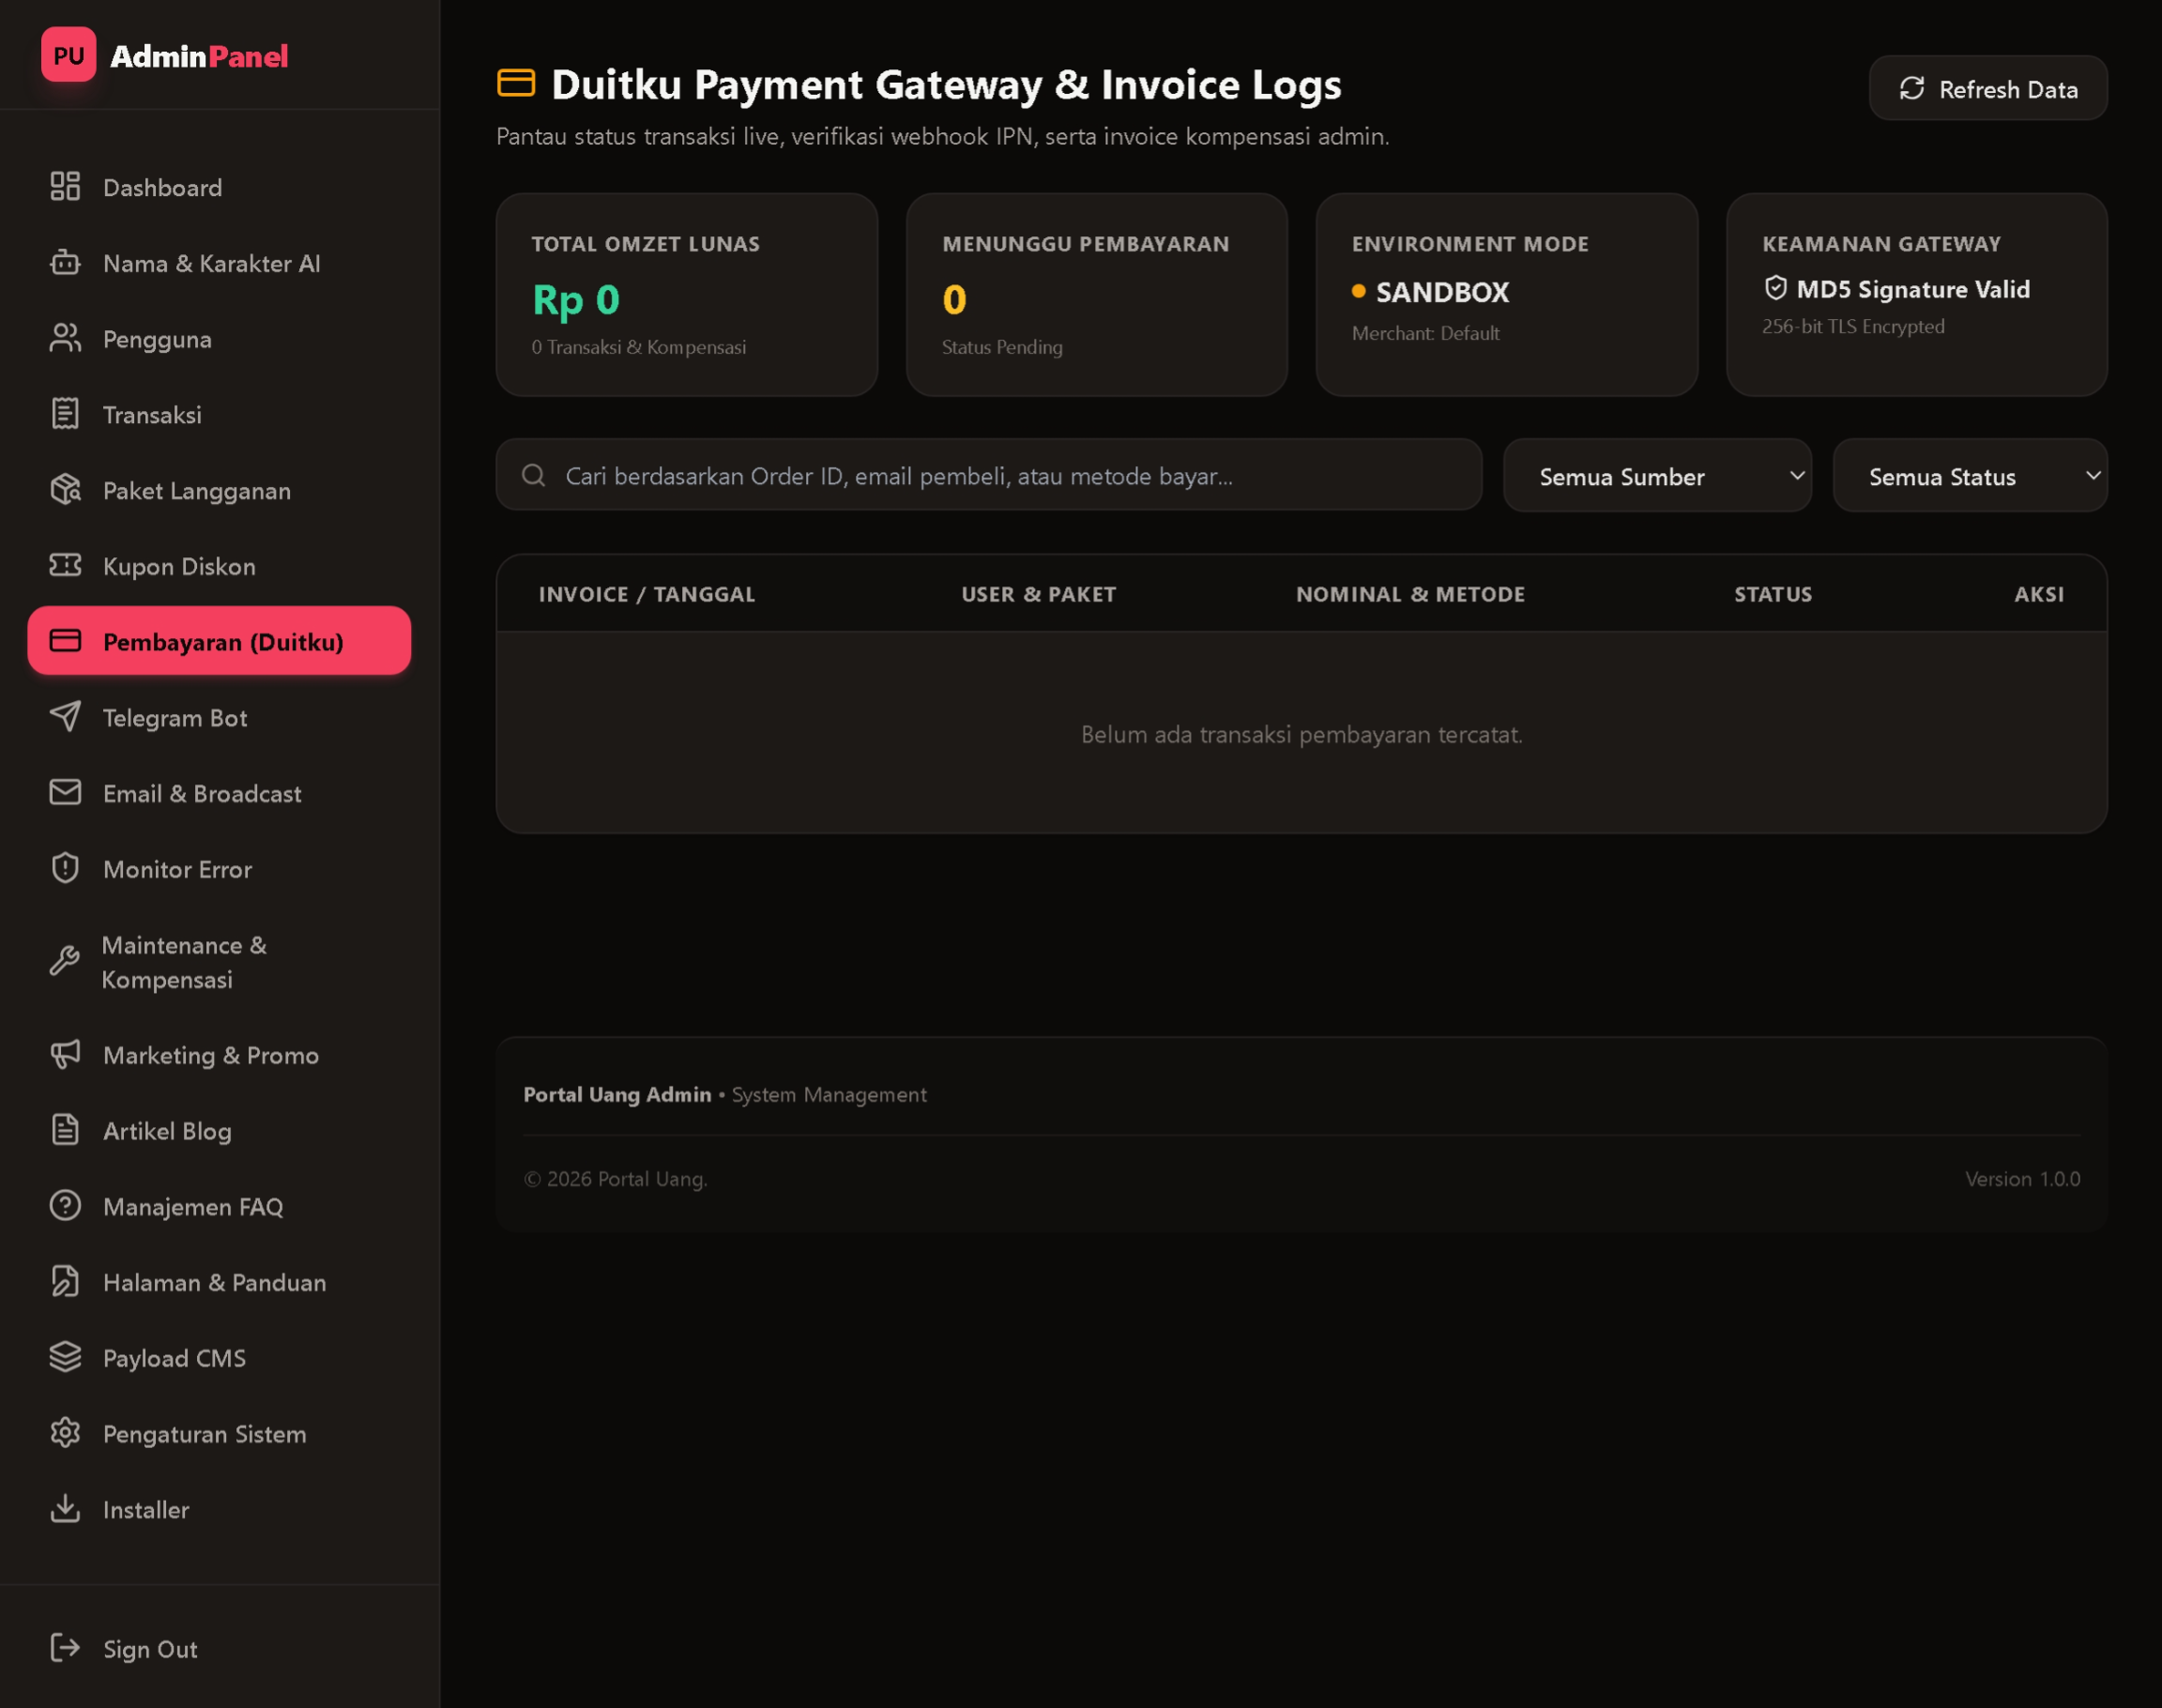 PU AdminPanel
Dashboard
Nama & Karakter AI
Pengguna
Transaksi
Paket Langganan
Kupon Diskon
Pembayaran (Duitku)
Telegram Bot
Email & Broadcast
Monitor Error
Maintenance &
Kompensasi
Marketing & Promo
Artikel Blog
Manajemen FAQ
Halaman & Panduan
Payload CMS
Pengaturan Sistem
Installer
Sign Out
Duitku Payment Gateway & Invoice Logs
Pantau status transaksi live, verifikasi webhook IPN, serta invoice kompensasi admin.
Refresh Data
TOTAL OMZET LUNAS
Rp 0
0 Transaksi & Kompensasi
MENUNGGU PEMBAYARAN
0
Status Pending
ENVIRONMENT MODE
SANDBOX
Merchant: Default
KEAMANAN GATEWAY
MD5 Signature Valid
256-bit TLS Encrypted
Cari berdasarkan Order ID, email pembeli, atau metode bayar...
Semua Sumber
Semua Status
INVOICE / TANGGAL USER & PAKET NOMINAL & METODE STATUS AKSI
Belum ada transaksi pembayaran tercatat.
Portal Uang Admin • System Management
© 2026 Portal Uang.
Version 1.0.0